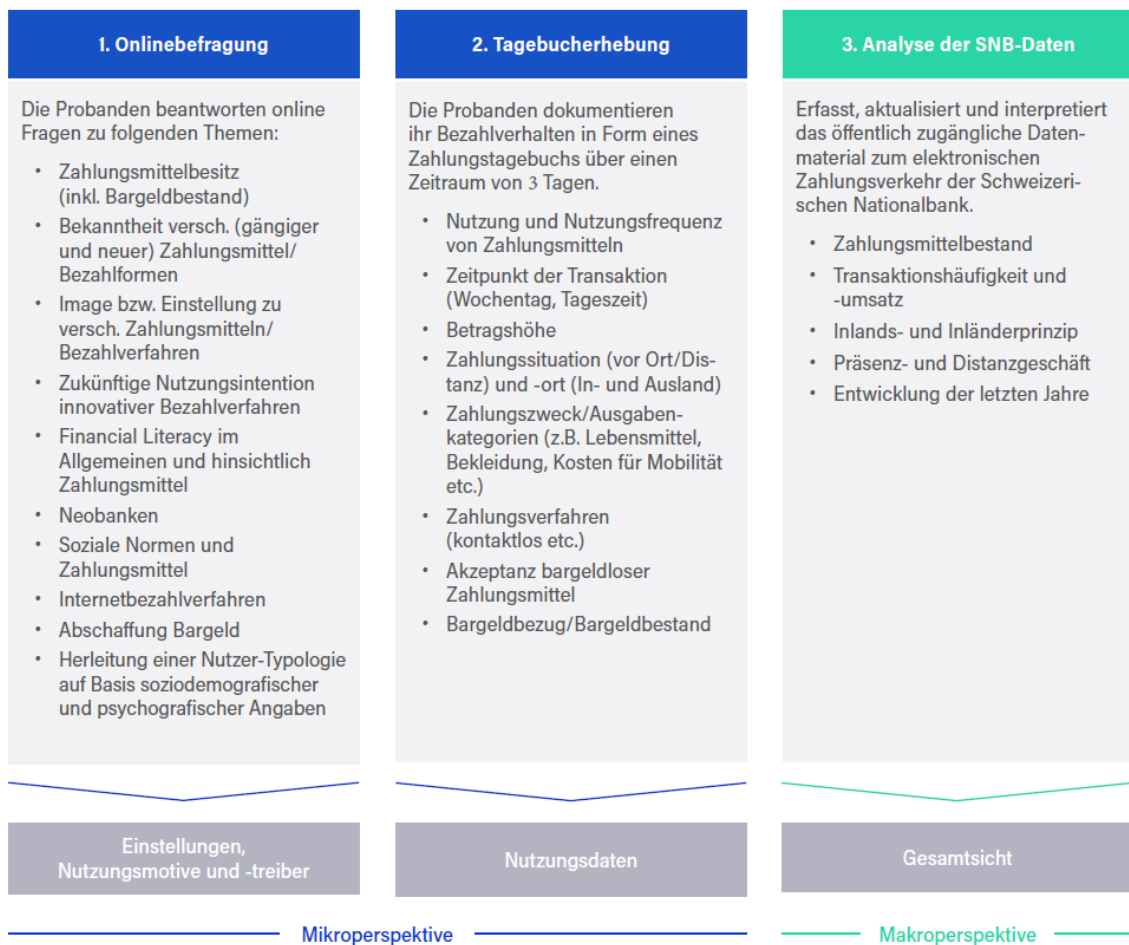 1. Onlinebefragung
Die Probanden beantworten online
Fragen zu folgenden Themen:
• Zahlungsmittelbesitz
(inkl. Bargeldbestand)
• Bekanntheit versch. (gängiger
und neuer) Zahlungsmittel/
Bezahlformen
• Image bzw. Einstellung zu
versch. Zahlungsmitteln/
Bezahlverfahren
• Zukünftige Nutzungsintention
innovativer Bezahlverfahren
• Financial Literacy im
Allgemeinen und hinsichtlich
Zahlungsmittel
• Neobanken
• Soziale Normen und
Zahlungsmittel
• Internetbezahlverfahren
• Abschaffung Bargeld
• Herleitung einer Nutzer-Typologie
auf Basis soziodemografischer
und psychografischer Angaben
Einstellungen,
Nutzungsmotive und -treiber
2. Tagebucherhebung
Die Probanden dokumentieren
ihr Bezahlverhalten in Form eines
Zahlungstagebuchs über einen
Zeitraum von 3 Tagen.
• Nutzung und Nutzungsfrequenz
von Zahlungsmitteln
• Zeitpunkt der Transaktion
(Wochentag, Tageszeit)
• Betragshöhe
• Zahlungssituation (vor Ort/Dis-
tanz) und -ort (In- und Ausland)
• Zahlungszweck/Ausgaben-
kategorien (z.B. Lebensmittel,
Bekleidung, Kosten für Mobilität
etc.)
• Zahlungsverfahren
(kontaktlos etc.)
• Akzeptanz bargeldloser
Zahlungsmittel
• Bargeldbezug/Bargeldbestand
Nutzungsdaten
Mikroperspektive
3. Analyse der SNB-Daten
Erfasst, aktualisiert und interpretiert
das öffentlich zugängliche Daten-
material zum elektronischen
Zahlungsverkehr der Schweizeri-
schen Nationalbank.
• Zahlungsmittelbestand
• Transaktionshäufigkeit und
-umsatz
• Inlands- und Inländerprinzip
• Präsenz- und Distanzgeschäft
• Entwicklung der letzten Jahre
Gesamtsicht
Makroperspektive